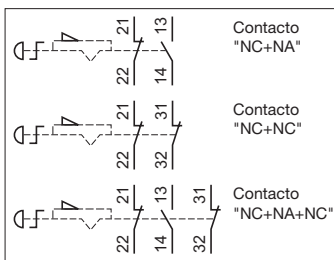 21 13 Contacto
"NC+NA"
22 14
21 31 Contacto
"NC+NC"
22 32
21 13 31 Contacto
"NC+NA+NC"
22 14 32